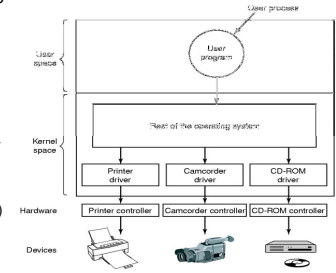 User process
User
program
User
space
Rest of the operating system
Kernel
space
Printer
driver
Camcorder
driver
CD-ROM
driver
Hardware
Printer controller
Camcorder controller
CD-ROM controller
Devices